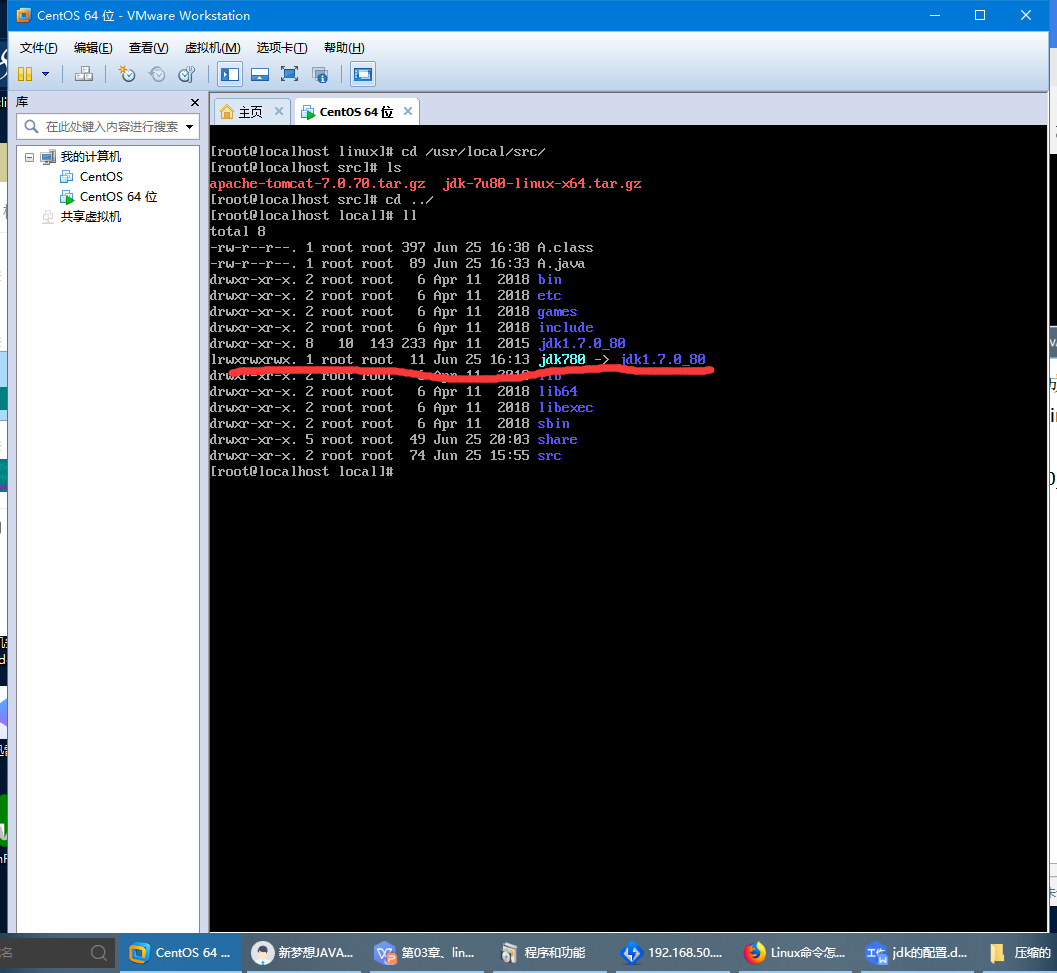 CentOS 64 位 - VMware Workstation
文件(F) 编辑(E) 查看(V) 虚拟机(M) 选项卡(T) 帮助(H)
库
在此处键入内容进行搜索
我的计算机
CentOS
CentOS 64 位
共享虚拟机
主页 CentOS 64 位
[root@localhost linux]# cd /usr/local/src/
[root@localhost src]# ls
apache-tomcat-7.0.70.tar.gz  jdk-7u80-linux-x64.tar.gz
[root@localhost src]# cd ../
[root@localhost local]# ll
total 8
-rw-r--r--. 1 root root 397 Jun 25 16:38 A.class
-rw-r--r--. 1 root root  89 Jun 25 16:33 A.java
drwxr-xr-x. 2 root root   6 Apr 11  2018 bin
drwxr-xr-x. 2 root root   6 Apr 11  2018 etc
drwxr-xr-x. 2 root root   6 Apr 11  2018 games
drwxr-xr-x. 2 root root   6 Apr 11  2018 include
drwxr-xr-x. 8   10  143 233 Apr 11  2015 jdk1.7.0_80
lrwxrwxrwx. 1 root root  11 Jun 25 16:13 jdk780 -> jdk1.7.0_80
drwxr-xr-x. 2 root root   6 Apr 11  2018 lib
drwxr-xr-x. 2 root root   6 Apr 11  2018 lib64
drwxr-xr-x. 2 root root   6 Apr 11  2018 libexec
drwxr-xr-x. 2 root root   6 Apr 11  2018 sbin
drwxr-xr-x. 5 root root  49 Jun 25 20:03 share
drwxr-xr-x. 2 root root  74 Jun 25 15:55 src
[root@localhost local]#
名 CentOS 64 ... 新梦想JAVA... 第03章、lin... 程序和功能 192.168.50.... Linux命令怎... jdk的配置.d... 压缩的